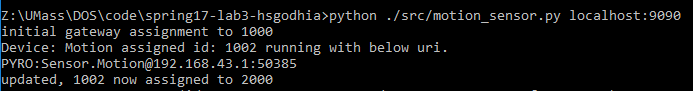 Z:\UMass\DOS\code\spring17-lab3-hsgodhia>python ./src/motion_sensor.py localhost:9090
initial gateway assignment to 1000
Device: Motion assigned id: 1002 running with below uri.
PYRO:Sensor.Motion@192.168.43.1:50385
updated, 1002 now assigned to 2000